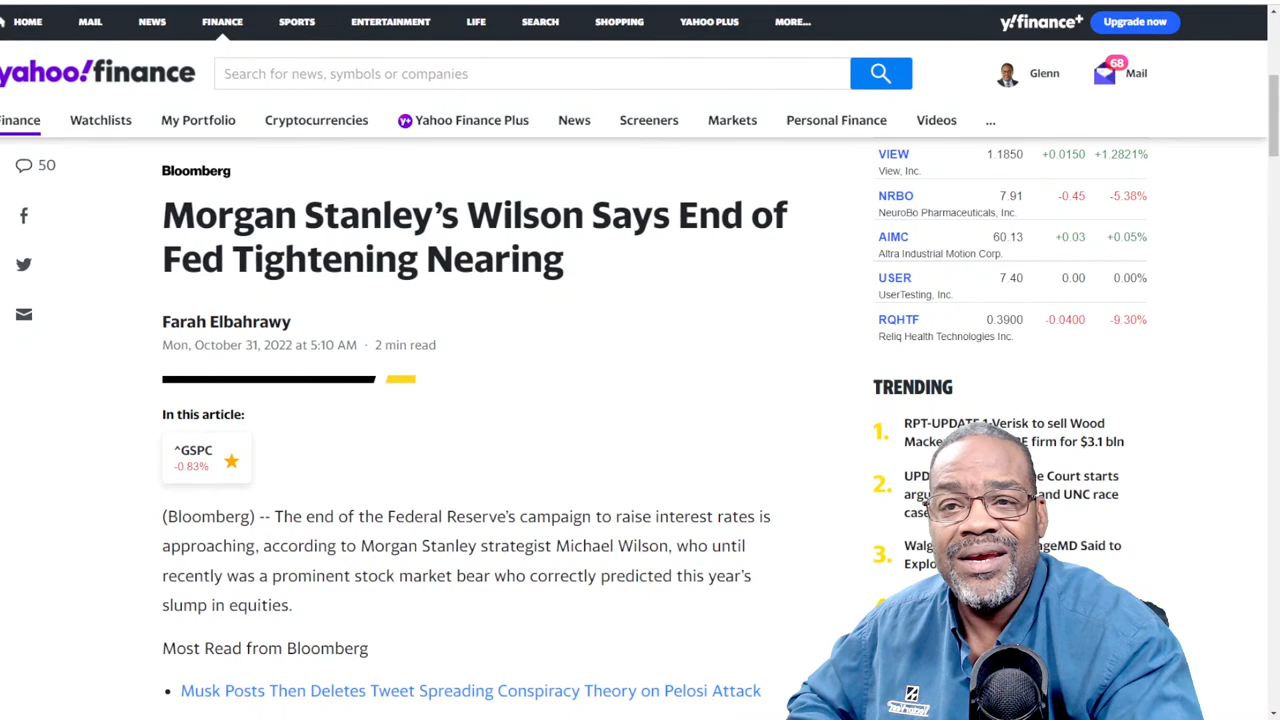 HOME MAIL NEWS FINANCE SPORTS ENTERTAINMENT LIFE SEARCH SHOPPING YAHOO PLUS MORE...
y!finance+ Upgrade now
yahoo!finance
Search for news, symbols or companies
Glenn
68
Mail
Finance Watchlists My Portfolio Cryptocurrencies Y+ Yahoo Finance Plus News Screeners Markets Personal Finance Videos ...
50
Bloomberg
Morgan Stanley's Wilson Says End of
Fed Tightening Nearing
Farah Elbahrawy
Mon, October 31, 2022 at 5:10 AM · 2 min read
In this article:
^GSPC
-0.83%
(Bloomberg) -- The end of the Federal Reserve's campaign to raise interest rates is
approaching, according to Morgan Stanley strategist Michael Wilson, who until
recently was a prominent stock market bear who correctly predicted this year's
slump in equities.
Most Read from Bloomberg
• Musk Posts Then Deletes Tweet Spreading Conspiracy Theory on Pelosi Attack
VIEW 1.1850 +0.0150 +1.2821%
View, Inc.
NRBO 7.91 -0.45 -5.38%
NeuroBo Pharmaceuticals, Inc.
AIMC 60.13 +0.03 +0.05%
Altra Industrial Motion Corp.
USER 7.40 0.00 0.00%
UserTesting, Inc.
RQHTF 0.3900 -0.0400 -9.30%
Reliq Health Technologies Inc.
TRENDING
1. RPT-UPDATE 1-Verisk to sell Wood
firm for $3.1 bln
2. Court starts
and UNC race
3. Said to